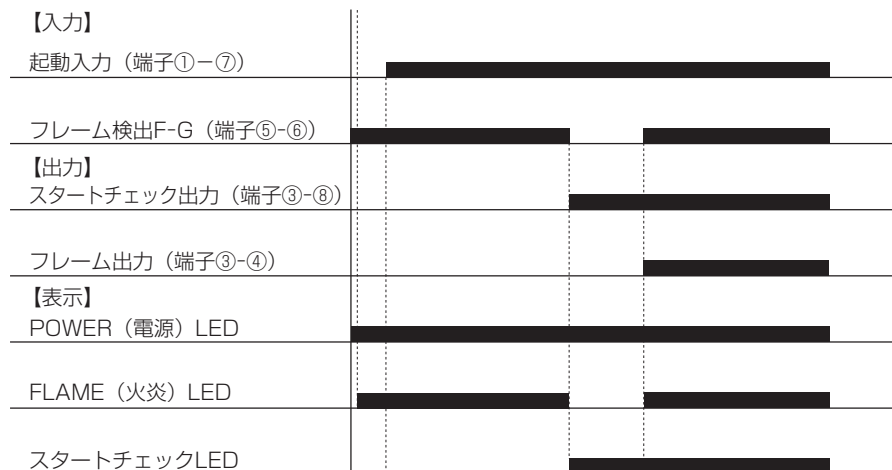 【入力】
起動入力（端子①－⑦）
フレーム検出F-G（端子⑤-⑥）
【出力】
スタートチェック出力（端子③-⑧）
フレーム出力（端子③-④）
【表示】
POWER（電源）LED
FLAME（火炎）LED
スタートチェックLED